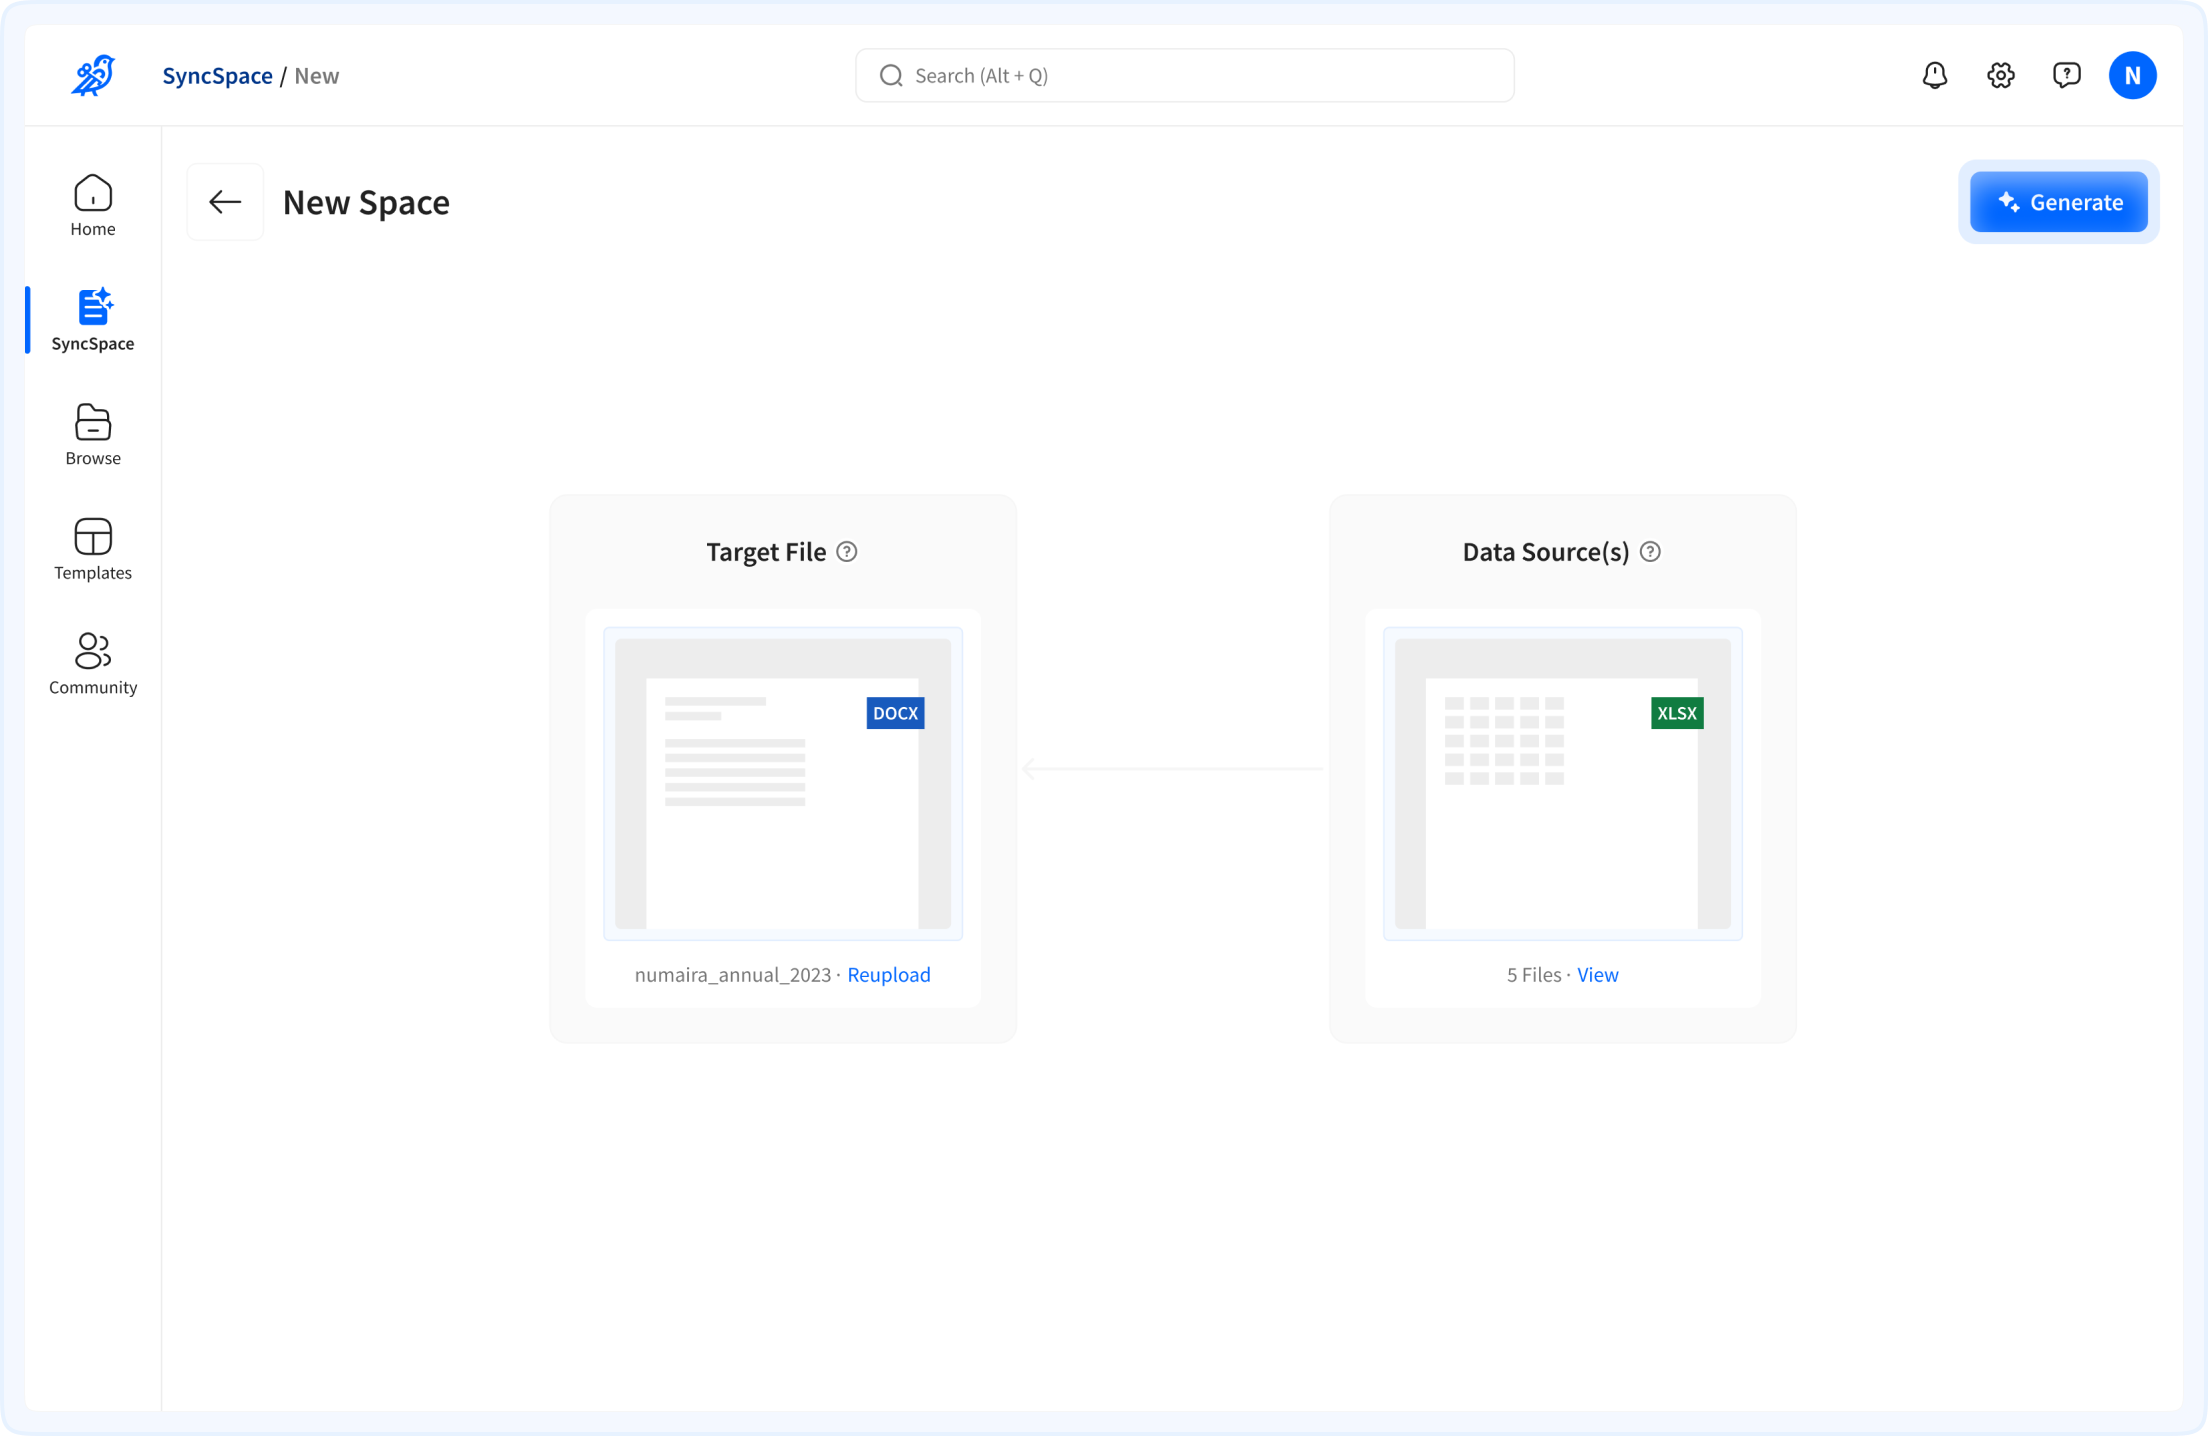 SyncSpace / New
Search (Alt + Q)
N
Home
SyncSpace
Browse
Templates
Community
New Space
Generate
Target File
DOCX
numaira_annual_2023 · Reupload
Data Source(s)
XLSX
5 Files · View